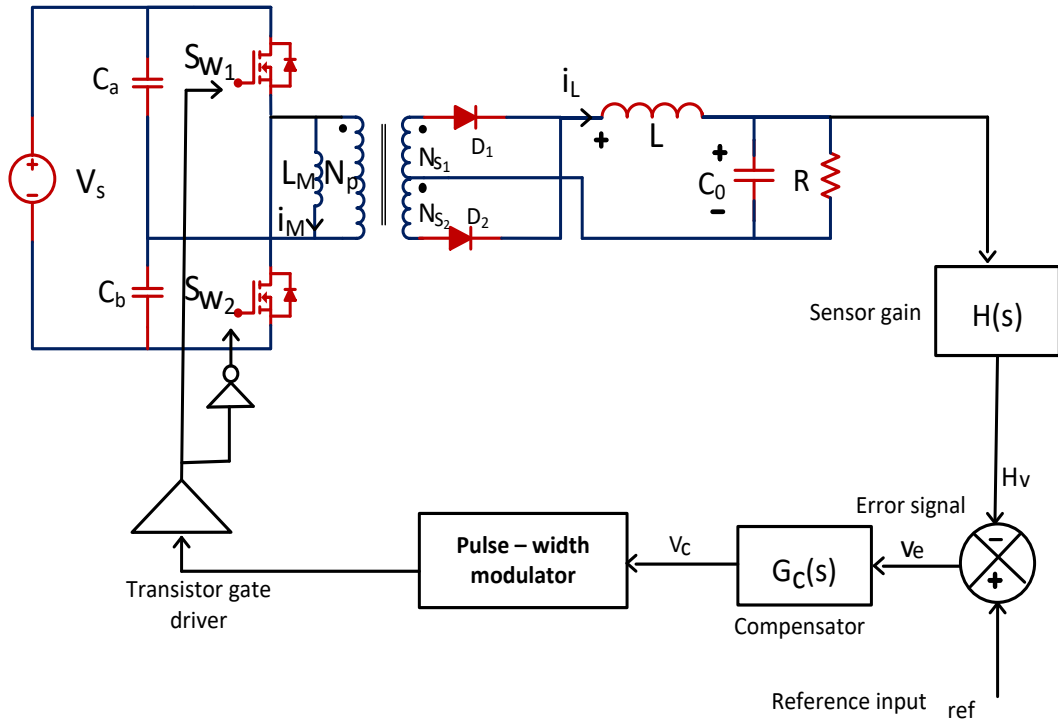 Sw1
Ca
iL
+
L
D1
NS1
+
Vs
-
LM
Np
+
C0
-
R
NS2
D2
iM
Cb
Sw2
Sensor gain
H(s)
Hv
Error signal
-
+
Pulse – width
modulator
Vc
GC(s)
Ve
Transistor gate
driver
Compensator
Reference input
ref